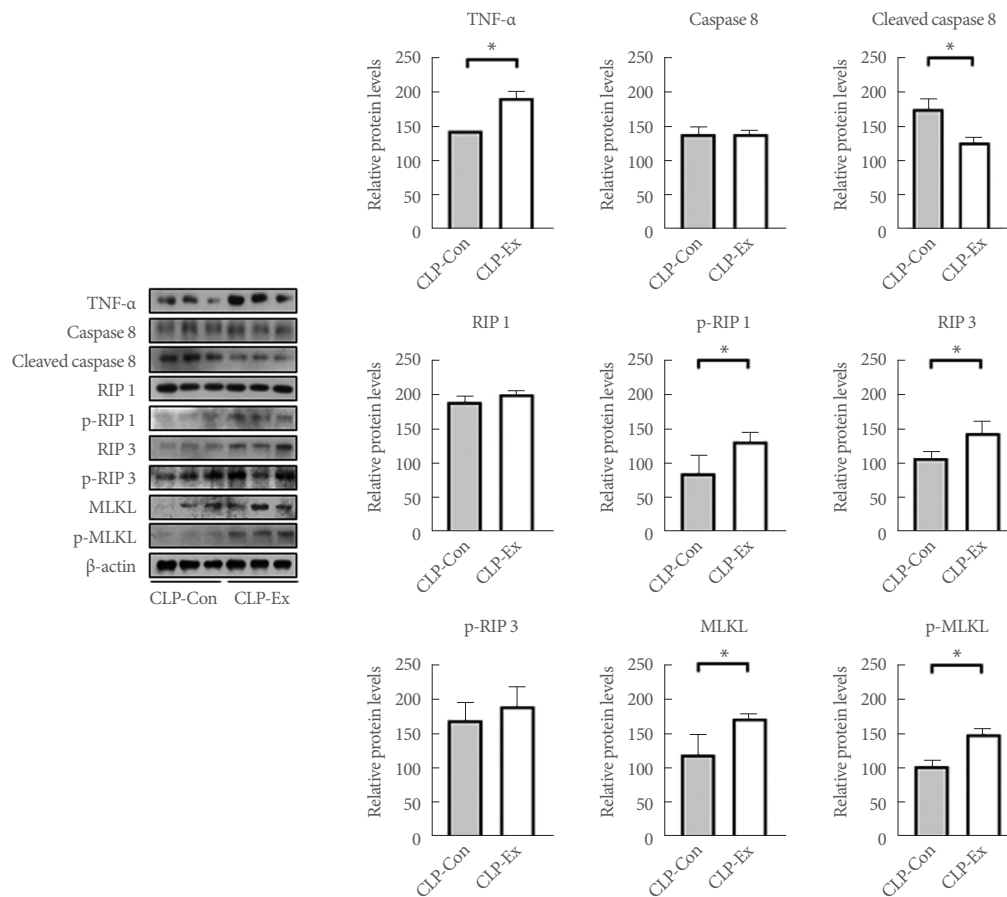 TNF-α
Caspase 8
Cleaved caspase 8
RIP 1
p-RIP 1
RIP 3
p-RIP 3
MLKL
p-MLKL
β-actin
CLP-Con CLP-Ex
TNF-α
*
Relative protein levels
250
200
150
100
50
0
CLP-Con
CLP-Ex
Caspase 8
Relative protein levels
250
200
150
100
50
0
CLP-Con
CLP-Ex
Cleaved caspase 8
*
Relative protein levels
250
200
150
100
50
0
CLP-Con
CLP-Ex
RIP 1
Relative protein levels
250
200
150
100
50
0
CLP-Con
CLP-Ex
p-RIP 1
*
Relative protein levels
250
200
150
100
50
0
CLP-Con
CLP-Ex
RIP 3
*
Relative protein levels
250
200
150
100
50
0
CLP-Con
CLP-Ex
p-RIP 3
Relative protein levels
250
200
150
100
50
0
CLP-Con
CLP-Ex
MLKL
*
Relative protein levels
250
200
150
100
50
0
CLP-Con
CLP-Ex
p-MLKL
*
Relative protein levels
250
200
150
100
50
0
CLP-Con
CLP-Ex